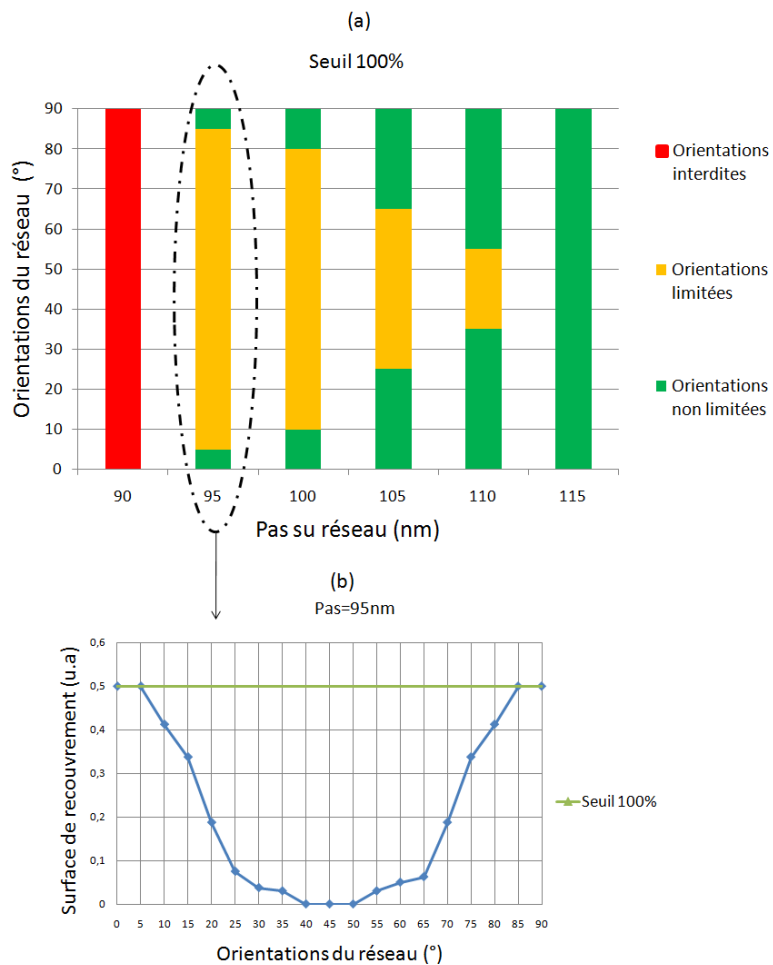 (a)
Seuil 100%
Orientations du réseau (°)
90
80
70
60
50
40
30
20
10
0
90 95 100 105 110 115
Pas su réseau (nm)
Orientations
interdites
Orientations
limitées
Orientations
non limitées
(b)
Pas=95nm
Surface de recouvrement (u.a)
0,6
0,5
0,4
0,3
0,2
0,1
0
0 5 10 15 20 25 30 35 40 45 50 55 60 65 70 75 80 85 90
Orientations du réseau (°)
Seuil 100%